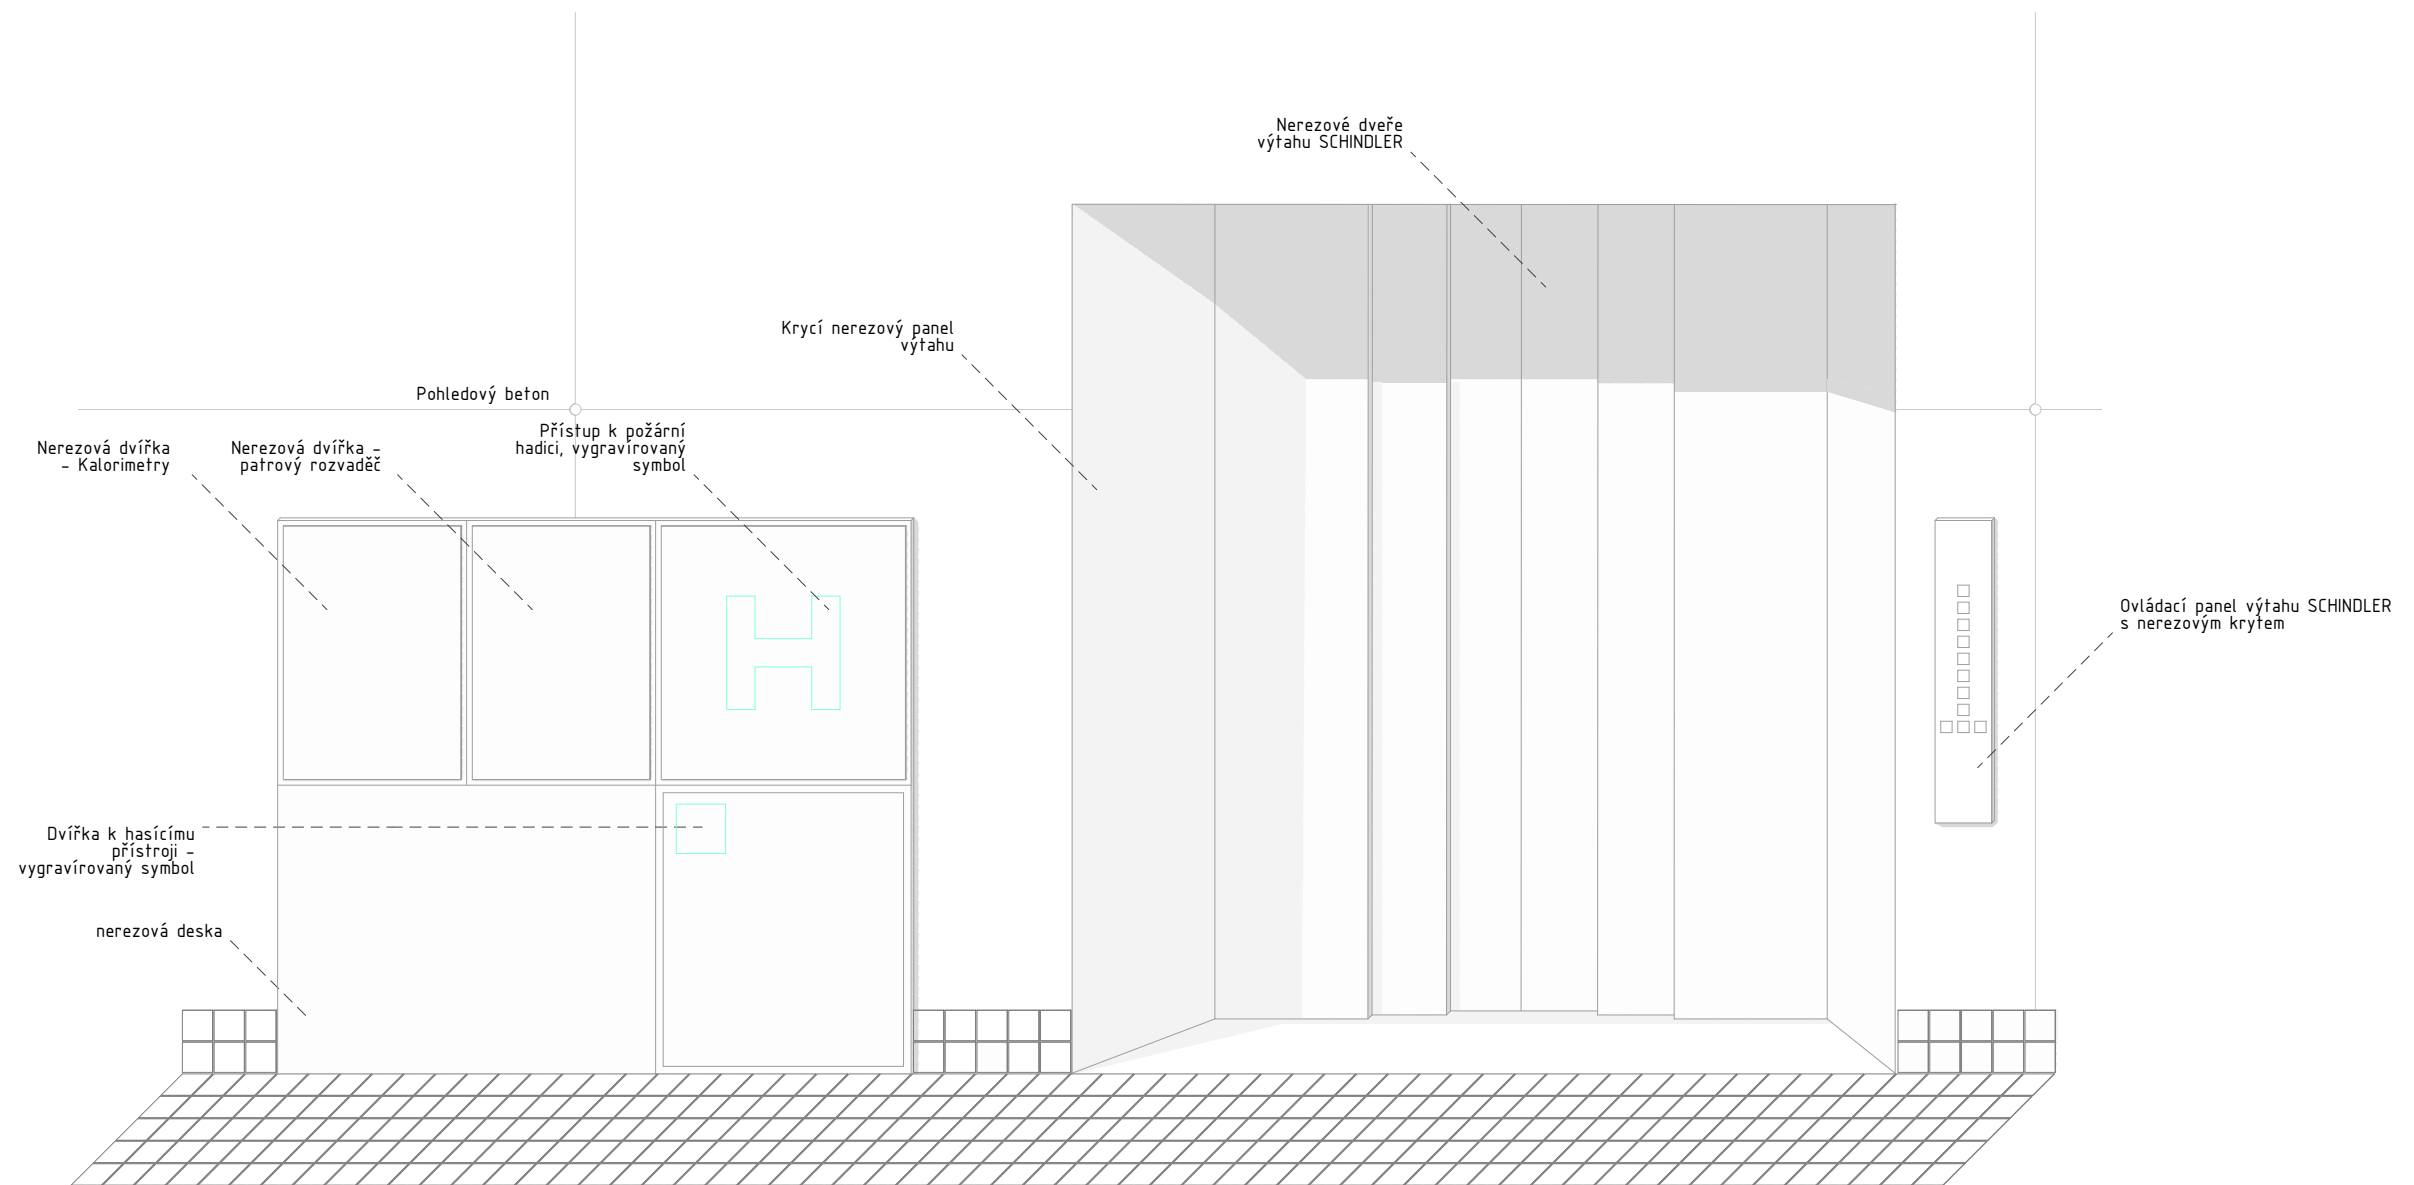 Nerezové dveře
výtahu SCHINDLER
Krycí nerezový panel
výtahu
Pohledový beton
Nerezová dvířka
- Kalorimetry
Nerezová dvířka -
patrový rozvaděč
Přístup k požární
hadici, vygravírovaný
symbol
H
Ovládací panel výtahu SCHINDLER
s nerezovým krytem
Dvířka k hasícímu
přístroji -
vygravírovaný symbol
nerezová deska